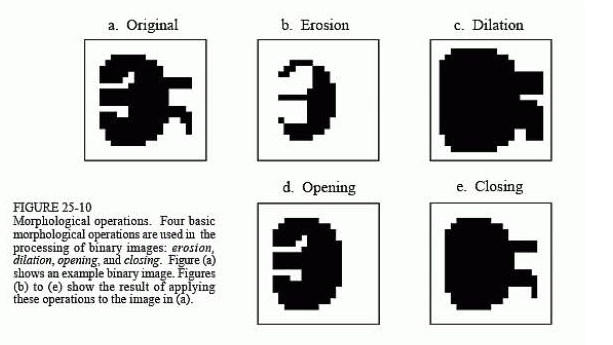 a. Original
b. Erosion
c. Dilation
d. Opening
e. Closing
FIGURE 25-10
Morphological operations. Four basic
morphological operations are used in the
processing of binary images: erosion,
dilation, opening, and closing. Figure (a)
shows an example binary image. Figures
(b) to (e) show the result of applying
these operations to the image in (a).